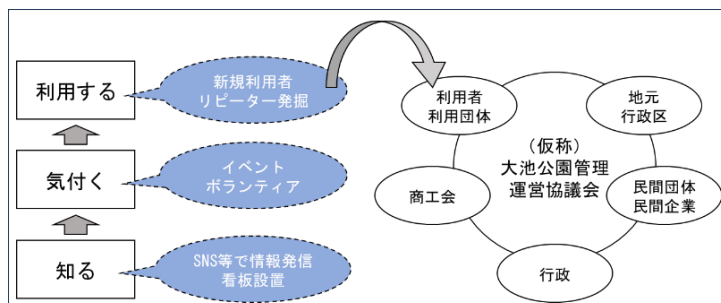 利用する
新規利用者
リピーター発掘
気付く
イベント
ボランティア
知る
SNS等で情報発信
看板設置
利用者
利用団体
地元
行政区
（仮称）
大池公園管理
運営協議会
商工会
民間団体
民間企業
行政